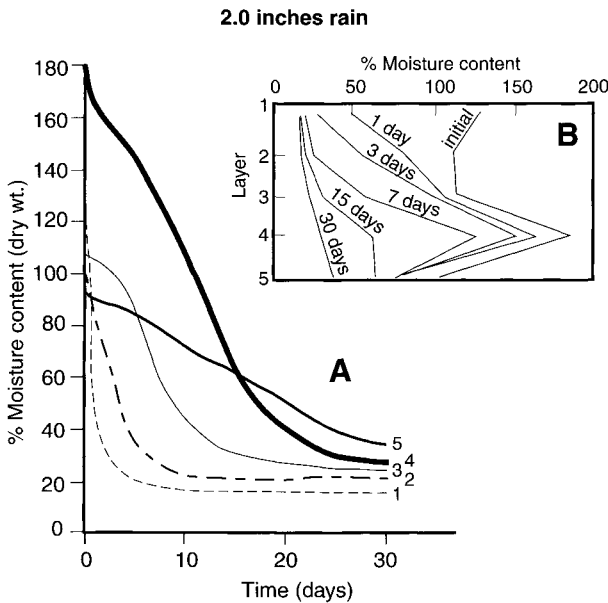 2.0 inches rain
% Moisture content (dry wt.)
180
160
140
120
100
80
60
40
20
0
0 10 20 30
Time (days)
A
5
4
3
2
1
% Moisture content
0 50 100 150 200
Layer
1
2
3
4
5
B
initial
1 day
3 days
7 days
15 days
30 days